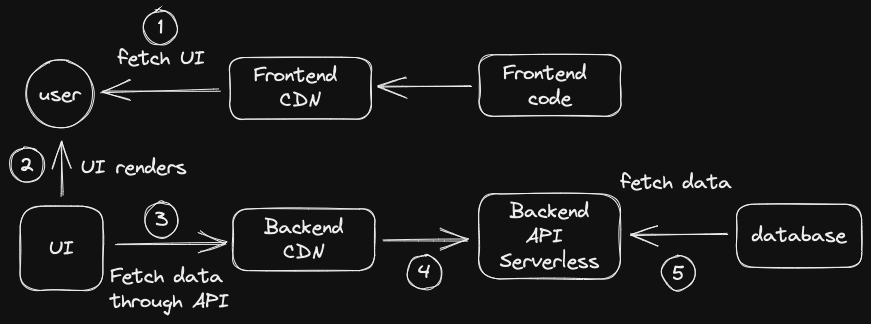 1
fetch UI
user
Frontend
CDN
Frontend
code
2
UI renders
UI
3
Fetch data
through API
Backend
CDN
4
Backend
API
Serverless
fetch data
5
database